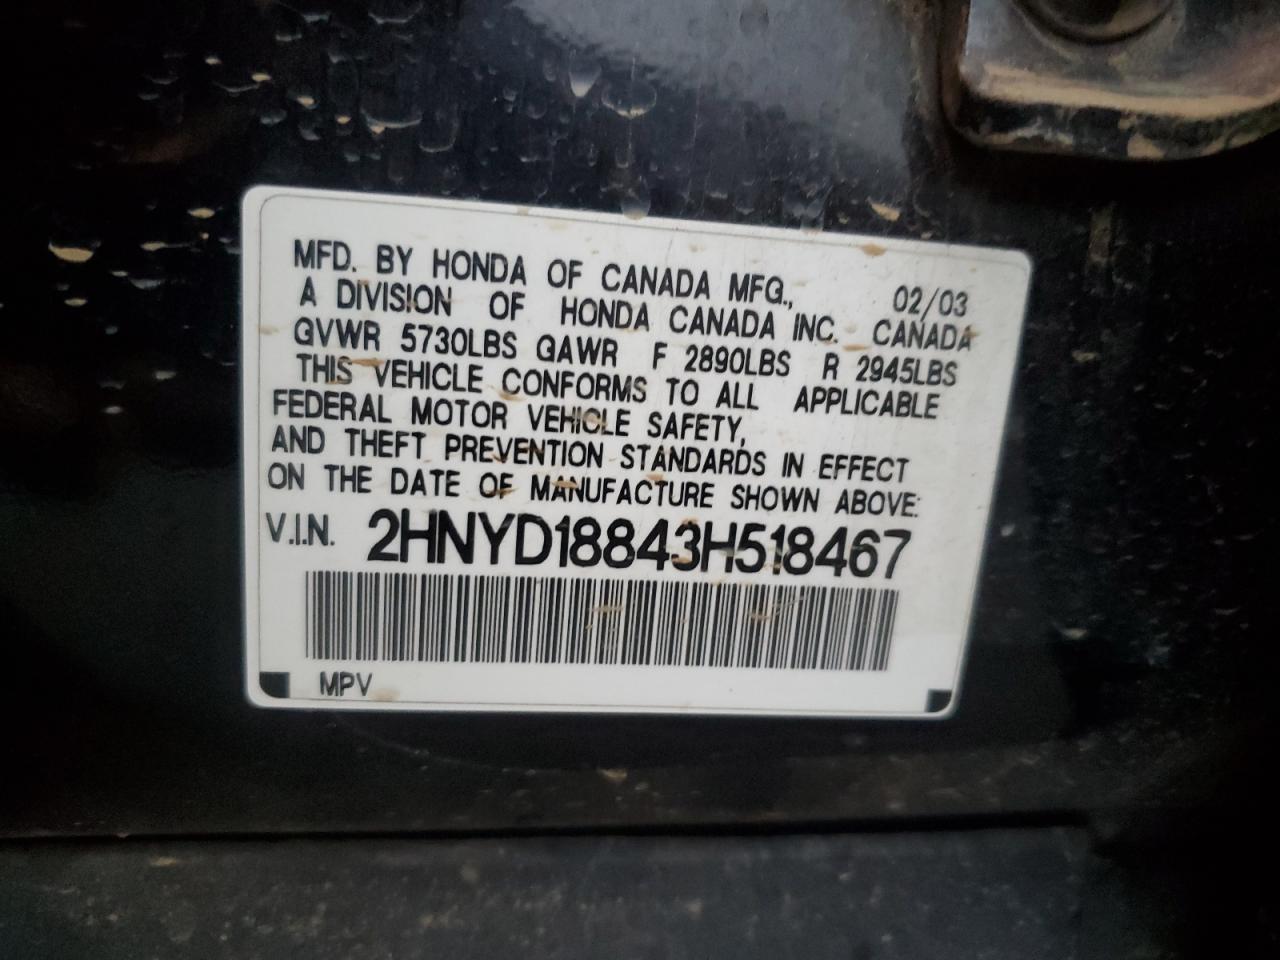 MFD. BY HONDA OF CANADA MFG., 02/03
A DIVISION OF HONDA CANADA INC. CANADA
GVWR 5730LBS GAWR F 2890LBS R 2945LBS
THIS VEHICLE CONFORMS TO ALL APPLICABLE
FEDERAL MOTOR VEHICLE SAFETY,
AND THEFT PREVENTION STANDARDS IN EFFECT
ON THE DATE OF MANUFACTURE SHOWN ABOVE:
V.I.N. 2HNYD18843H518467
MPV